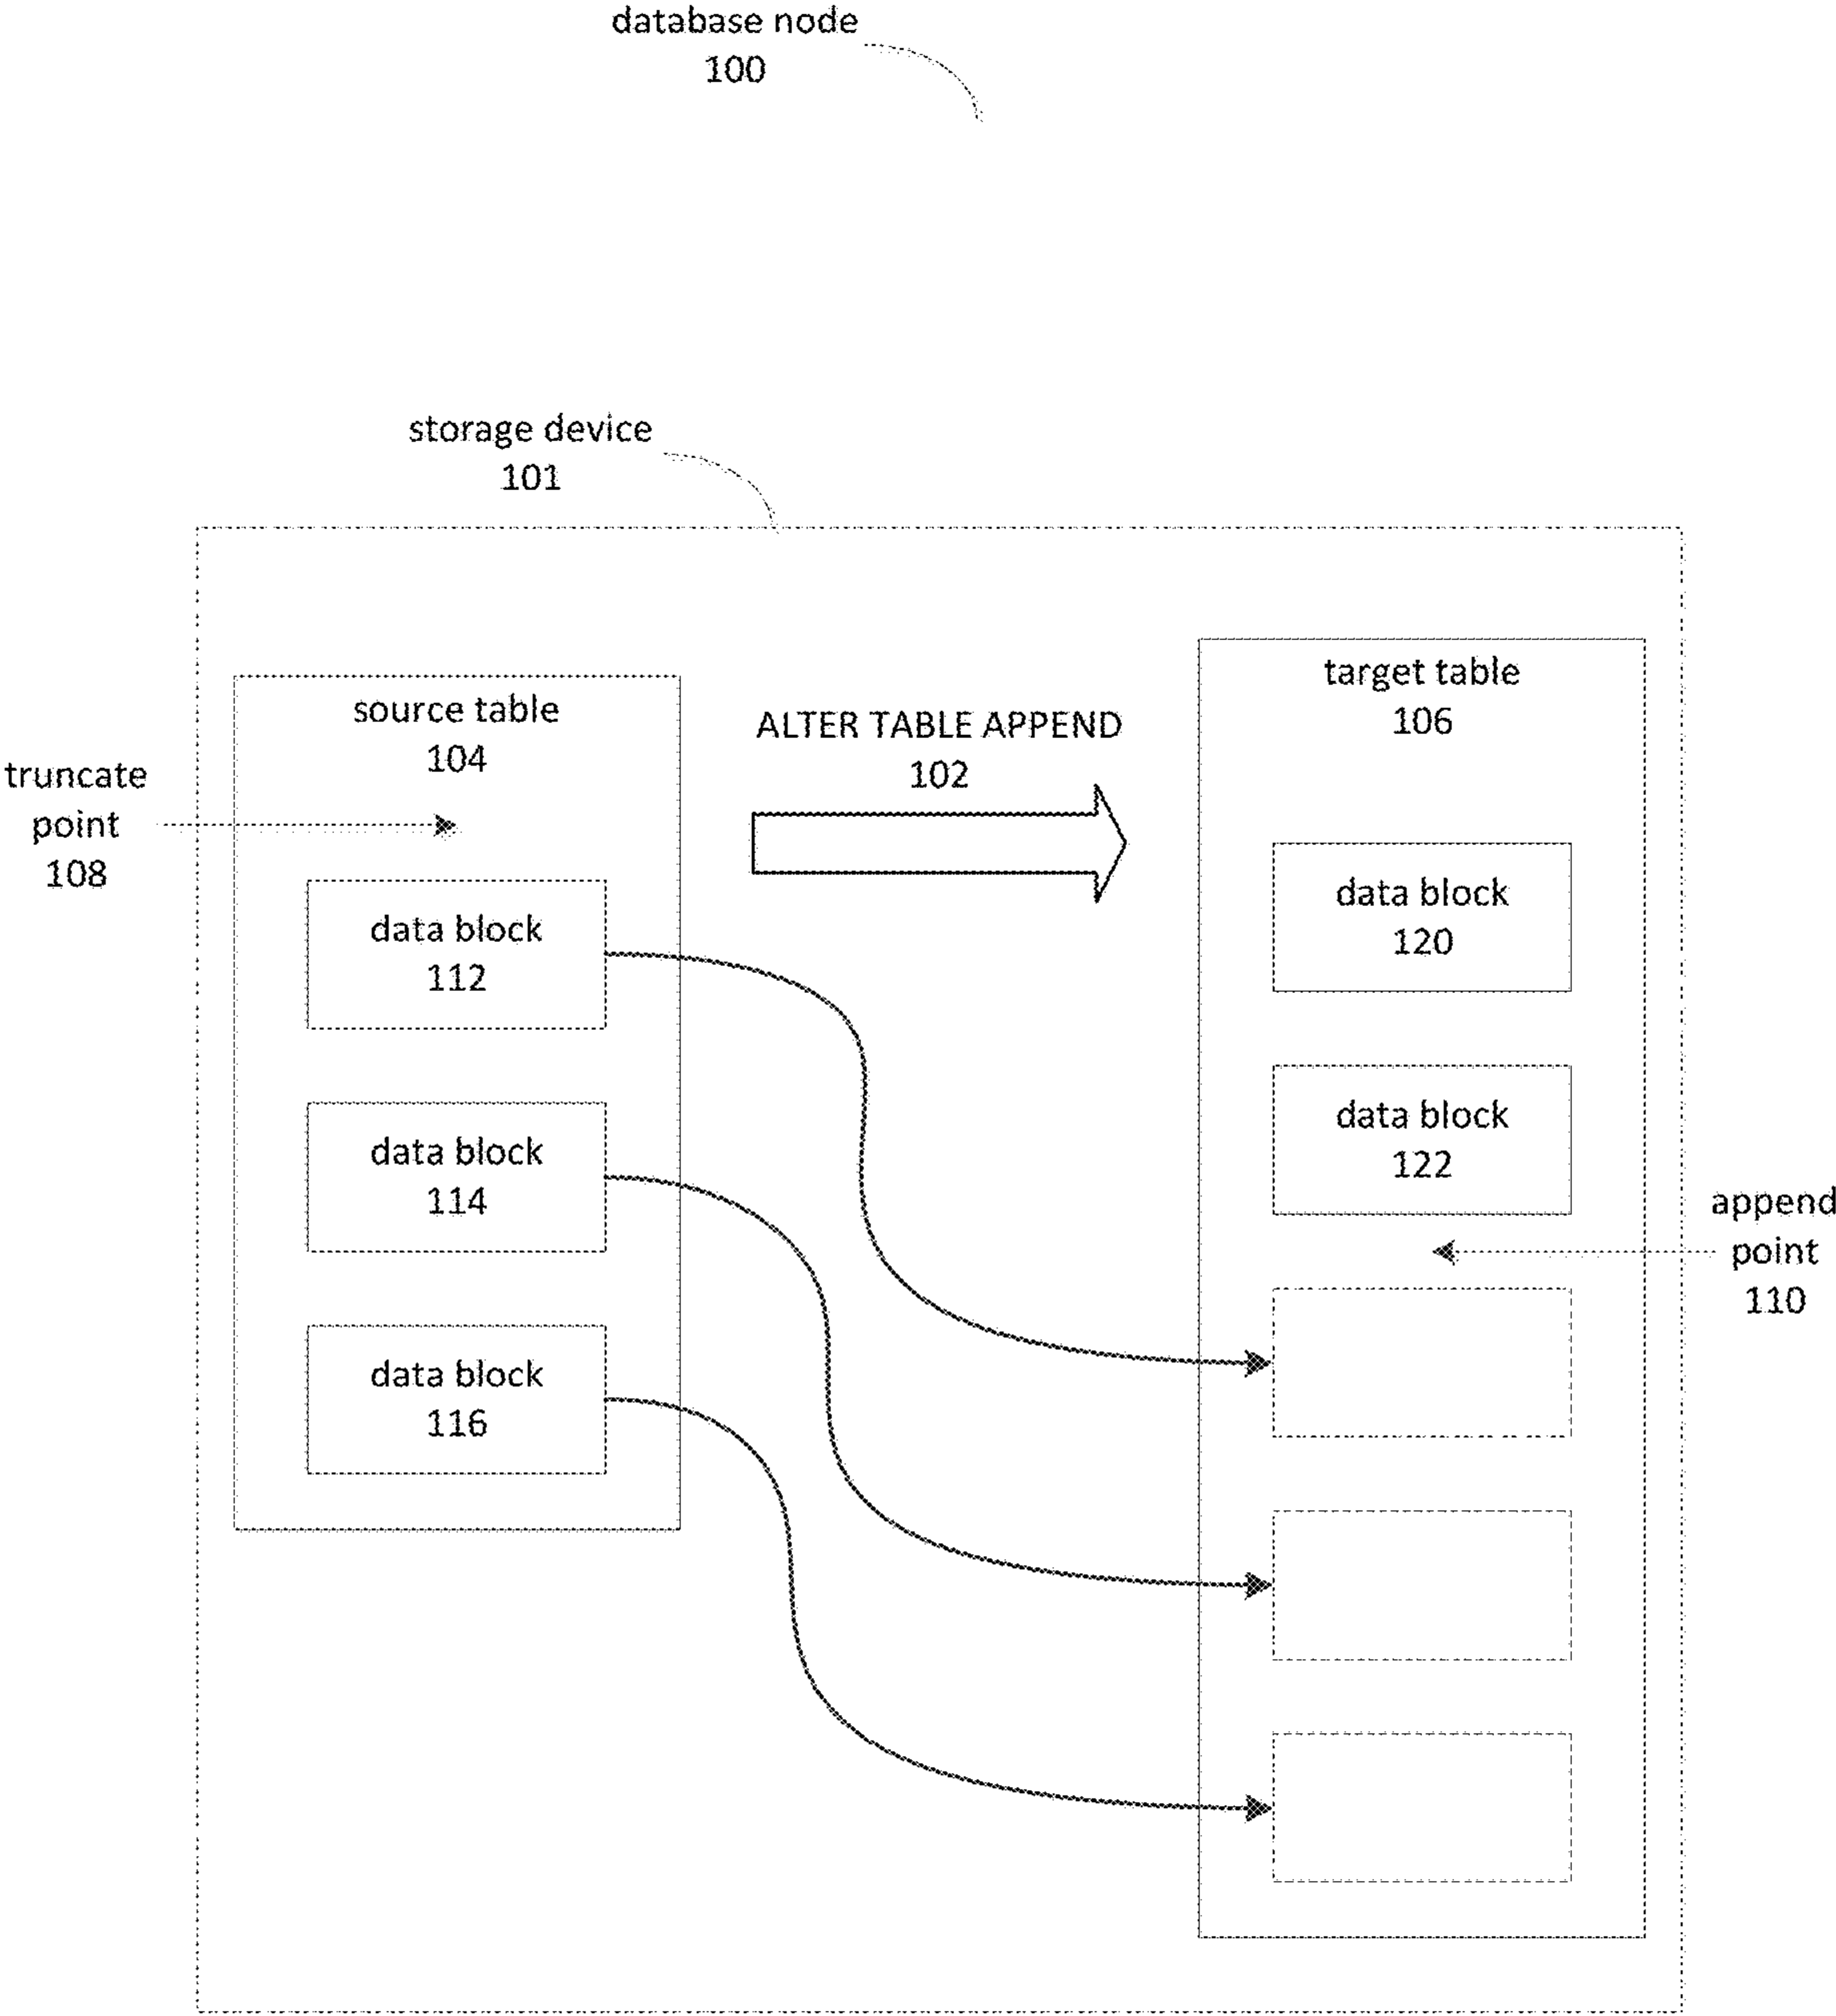 database node
100
storage device
101
source table
104
ALTER TABLE APPEND
102
target table
106
truncate
point
108
data block
112
data block
114
data block
116
data block
120
data block
122
append
point
110